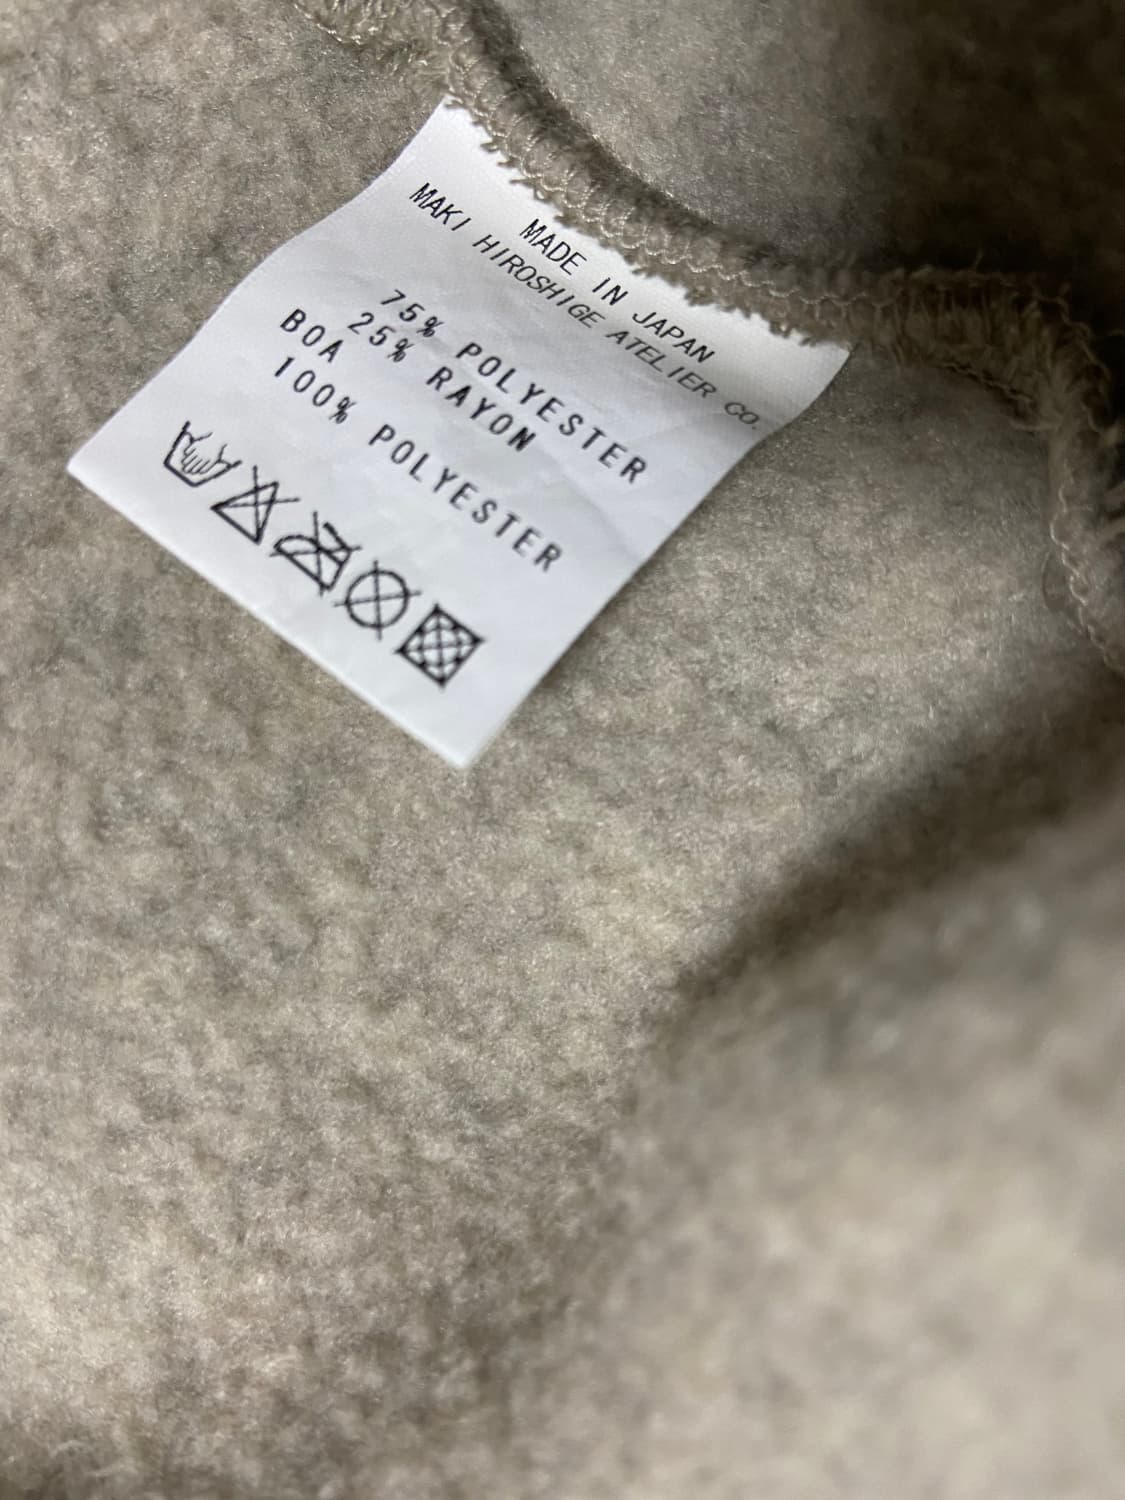 MADE IN JAPAN
MAKI HIROSHIGE ATELIER CO.
75% POLYESTER
25% RAYON
BOA
100% POLYESTER